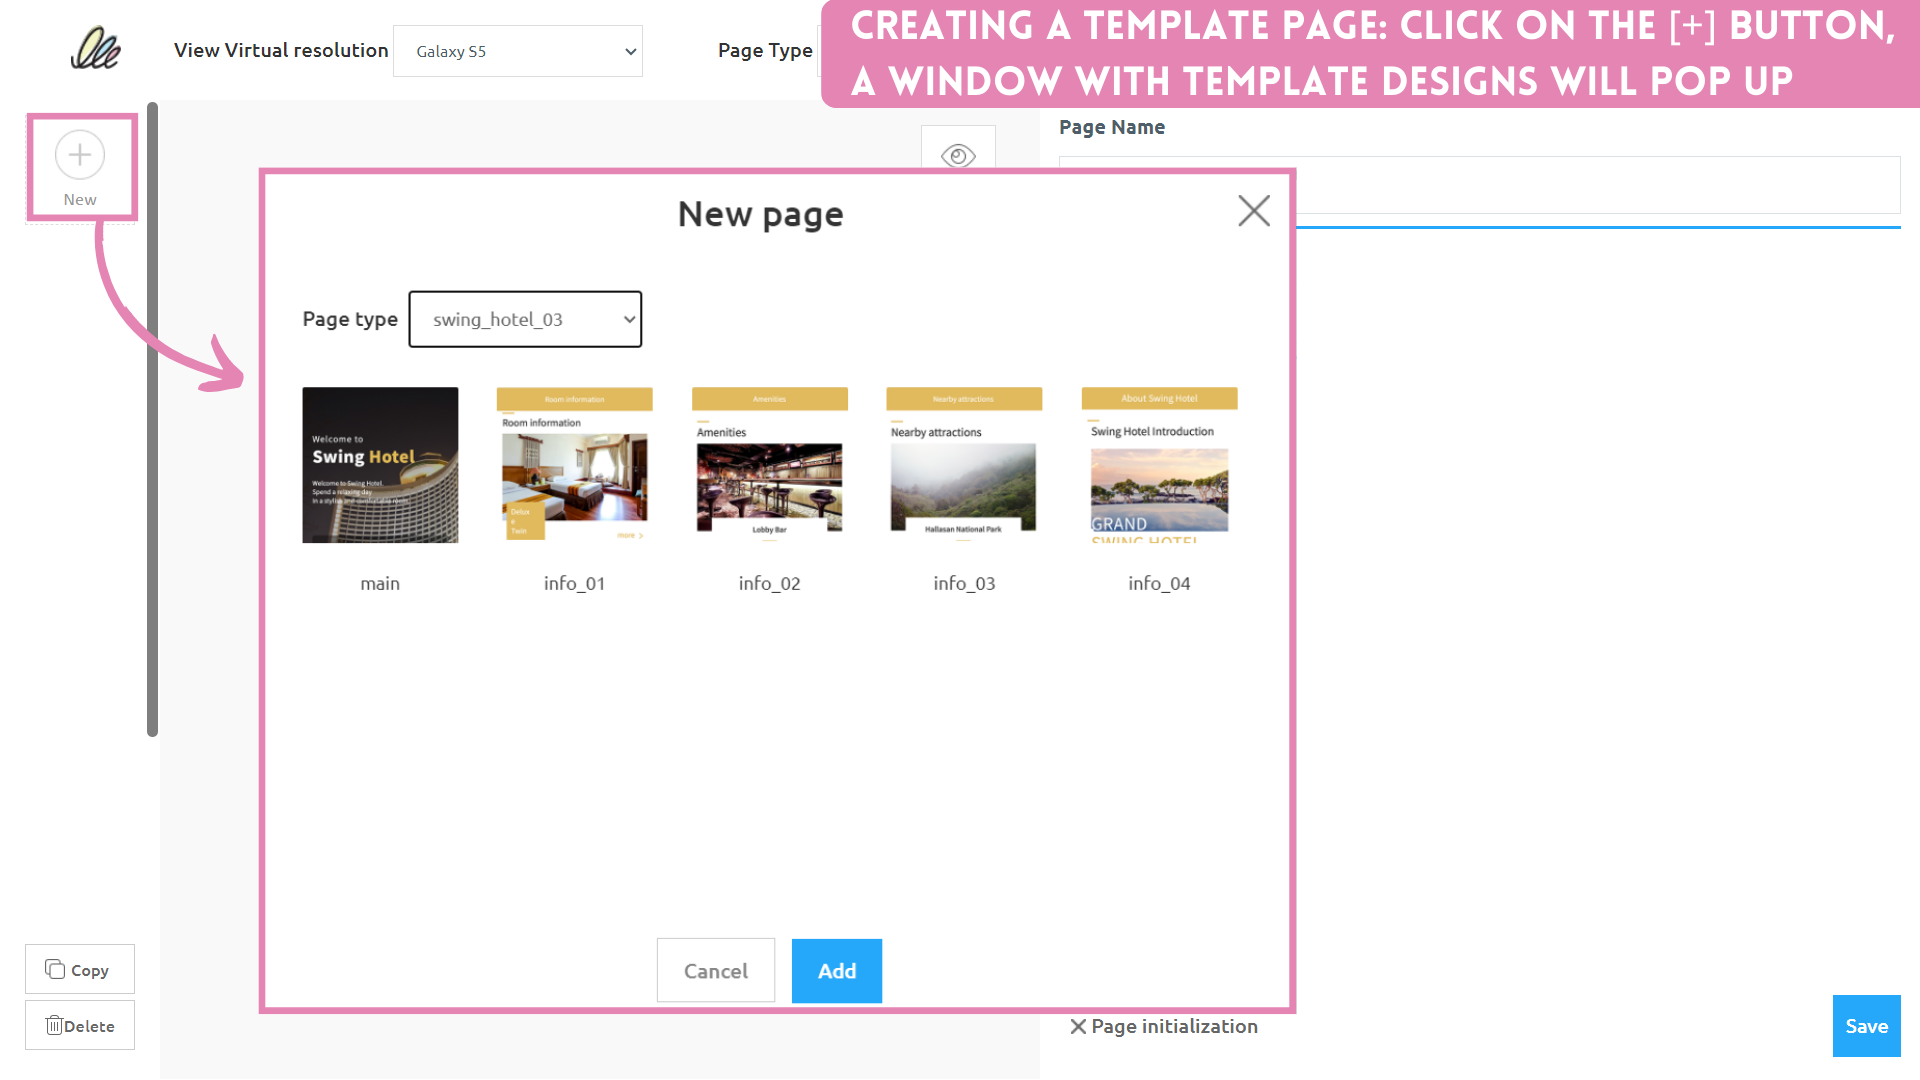 View Virtual resolution
Galaxy S5
Page Type
CREATING A TEMPLATE PAGE: CLICK ON THE [+] BUTTON,
A WINDOW WITH TEMPLATE DESIGNS WILL POP UP
New
Page Name
New page
Page type
swing_hotel_03
Welcome to
Swing Hotel
Welcome to Swing Hotel.
Spend a relaxing day
main
Room information
Room information
Delux
e
Twin
more >
info_01
Amenities
Amenities
Lobby Bar
info_02
Nearby attractions
Nearby attractions
Hallasan National Park
info_03
About Swing Hotel
Swing Hotel Introduction
GRAND
SWING HOTEL
info_04
Cancel
Add
Copy
Delete
Page initialization
Save